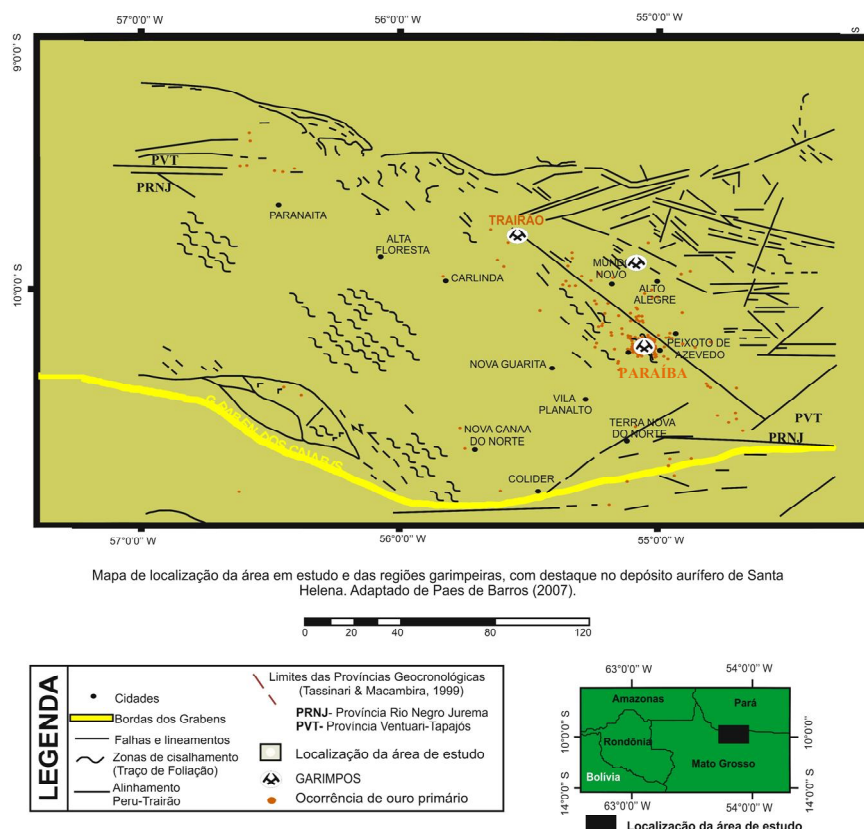 57°0'0'' W 56°0'0'' W 55°0'0'' W
S
9°0'0' S
PVT
PRNJ
PARANAITA
TRAIRAO
ALTA
FLORESTA
MUNDI
NOVO
CARLINDA
ALTO
ALEGRE
10°0'0'' S
PEIXOTO DE
AZEVEDO
NOVA GUARITA
PARAÍBA
VILA
PLANALTO
PVT
NOVA CANAA
DO NORTE
TERRA NOVA
DO NORTE
PRNJ
COLIDER
57°0'0'' W 56°0'0'' W 55°0'0'' W
Mapa de localização da área em estudo e das regiões garimpeiras, com destaque no depósito aurífero de Santa
Helena. Adaptado de Paes de Barros (2007).
0 20 40 80 120
LEGENDA
Cidades
Bordas dos Grabens
Falhas e lineamentos
Zonas de cisalhamento
(Traço de Foliação)
Alinhamento
Peru-Trairão
Limites das Províncias Geocronológicas
(Tassinari & Macambira, 1999)
PRNJ- Província Rio Negro Jurema
PVT- Província Ventuari-Tapajós
Localização da área de estudo
GARIMPOS
Ocorrência de ouro primário
63°0'0'' W 54°0'0'' W
Amazonas Pará
10°0'0'' S 10°0'0''
Rondônia
Mato Grosso
Bolívia
14°0'0'' S 14°0'0'' S
63°0'0'' W 54°0'0'' W
Localização da área de estudo